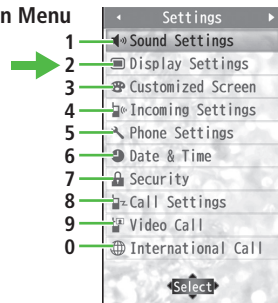 n Menu
Settings
1 Sound Settings
2 Display Settings
3 Customized Screen
4 Incoming Settings
5 Phone Settings
6 Date & Time
7 Security
8 Call Settings
9 Video Call
0 International Call
Select